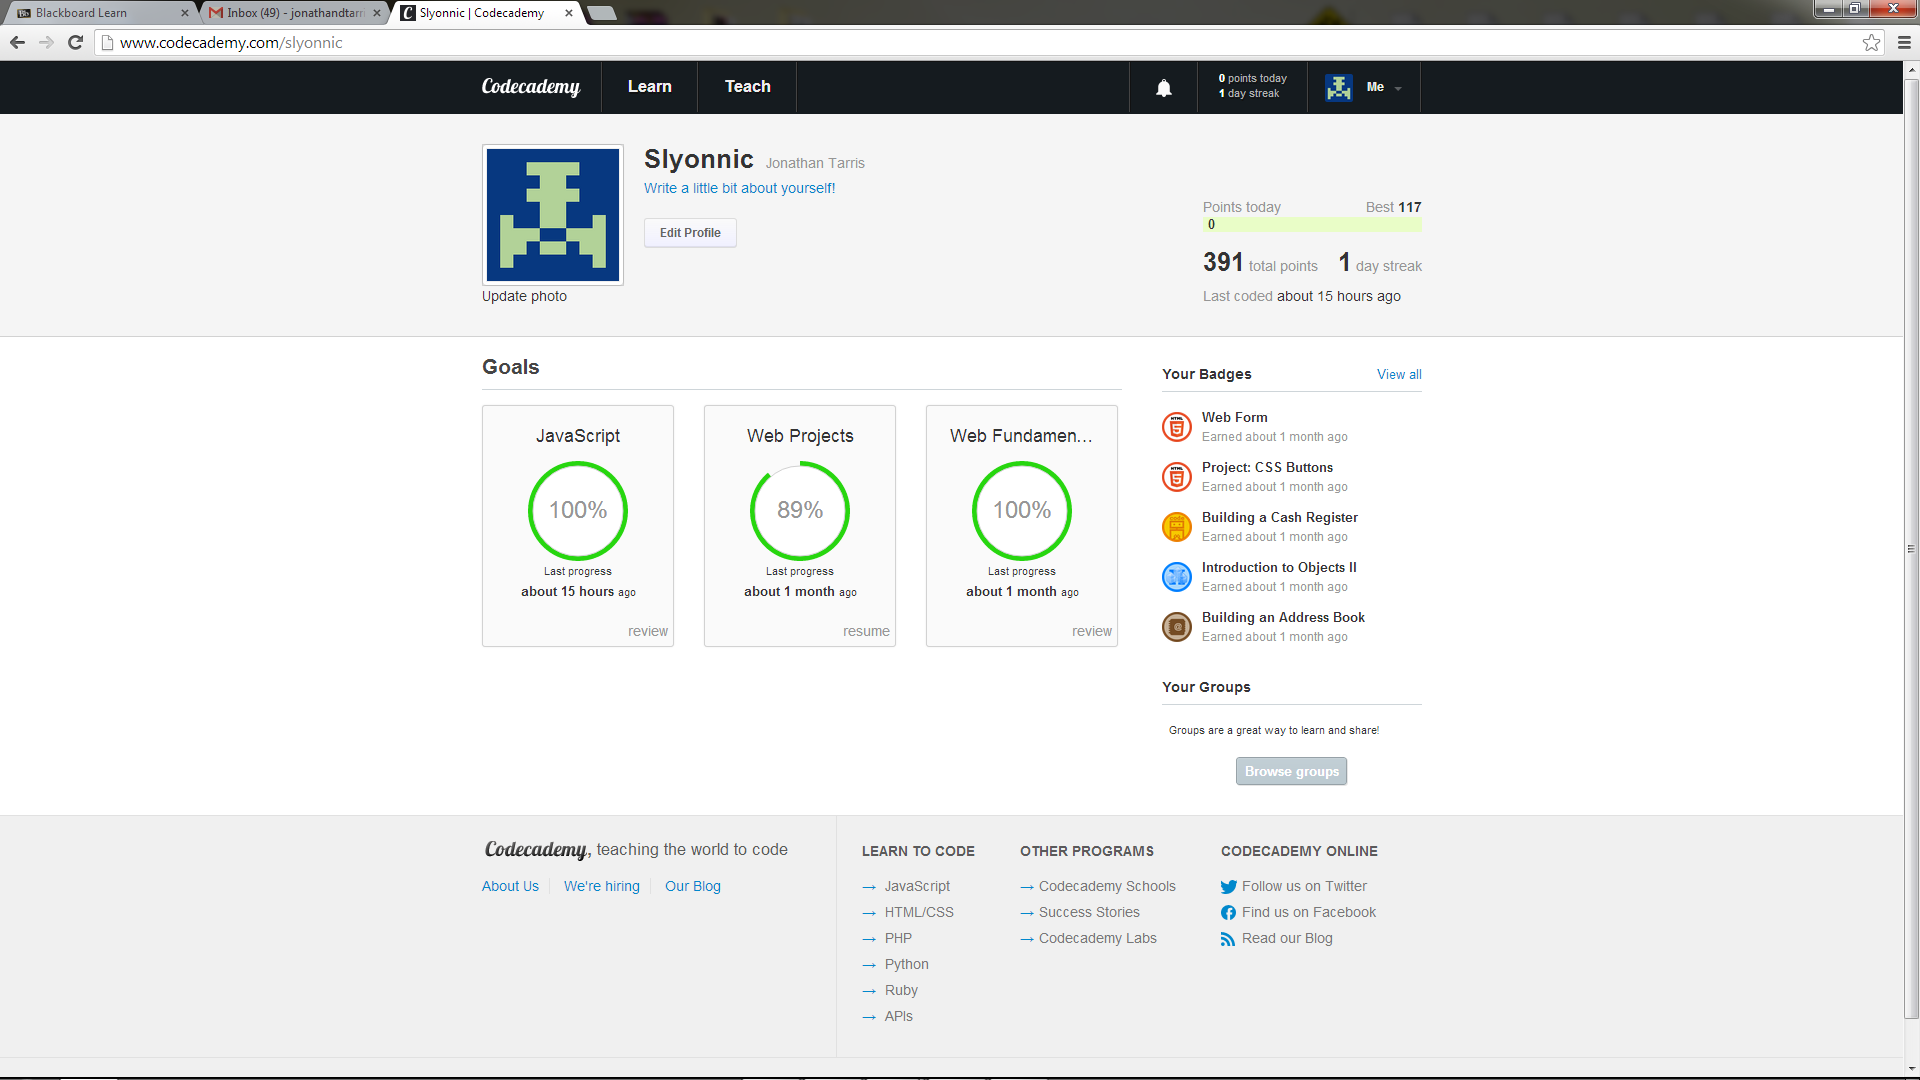 Blackboard Learn
Inbox (49) - jonathandtarri
Slyonnic | Codecademy
www.codecademy.com/slyonnic
Codecademy
Learn
Teach
0 points today
1 day streak
Me
Slyonnic Jonathan Tarris
Write a little bit about yourself!
Edit Profile
Update photo
Points today Best 117
0
391 total points 1 day streak
Last coded about 15 hours ago
Goals
JavaScript
100%
Last progress
about 15 hours ago
review
Web Projects
89%
Last progress
about 1 month ago
resume
Web Fundamen...
100%
Last progress
about 1 month ago
review
Your Badges View all
Web Form
Earned about 1 month ago
Project: CSS Buttons
Earned about 1 month ago
Building a Cash Register
Earned about 1 month ago
Introduction to Objects II
Earned about 1 month ago
Building an Address Book
Earned about 1 month ago
Your Groups
Groups are a great way to learn and share!
Browse groups
Codecademy, teaching the world to code
About Us We're hiring Our Blog
LEARN TO CODE
→ JavaScript
→ HTML/CSS
→ PHP
→ Python
→ Ruby
→ APIs
OTHER PROGRAMS
→ Codecademy Schools
→ Success Stories
→ Codecademy Labs
CODECADEMY ONLINE
Follow us on Twitter
Find us on Facebook
Read our Blog